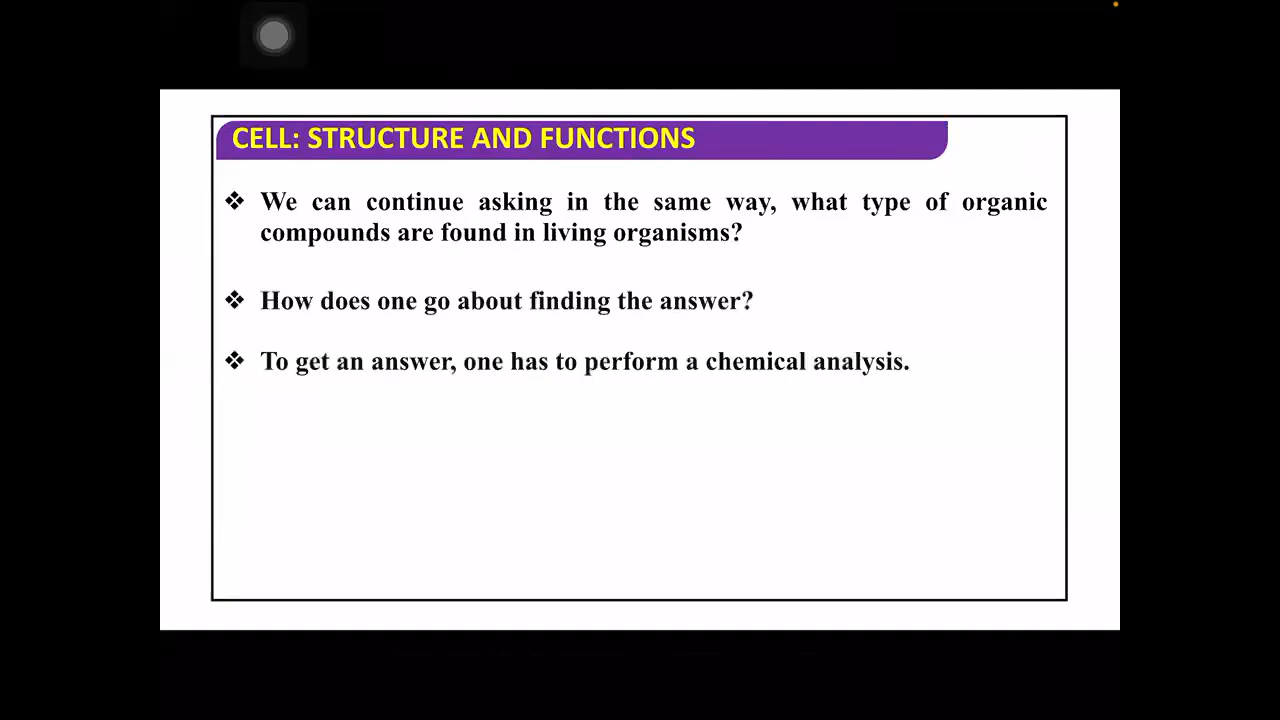 CELL: STRUCTURE AND FUNCTIONS
❖ We can continue asking in the same way, what type of organic
compounds are found in living organisms?
❖ How does one go about finding the answer?
❖ To get an answer, one has to perform a chemical analysis.